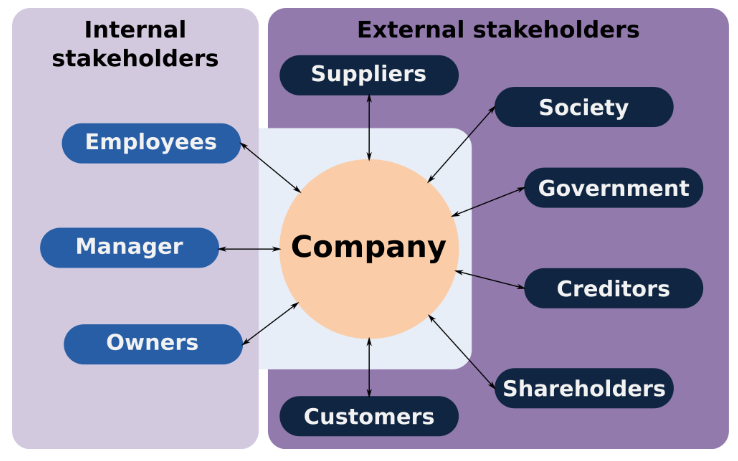 Internal
stakeholders
External stakeholders
Suppliers
Society
Employees
Government
Manager
Company
Creditors
Owners
Shareholders
Customers